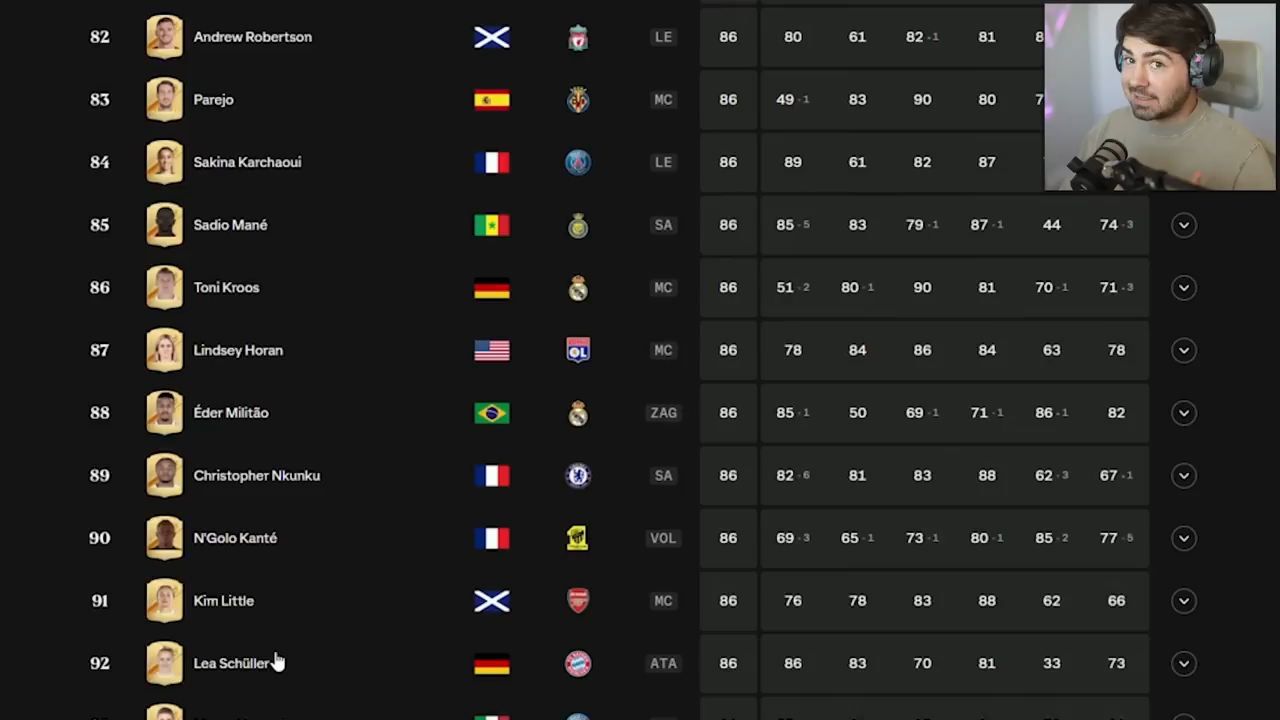 82 Andrew Robertson LE 86 80 61 82 -1 81 8
83 Parejo MC 86 49 -1 83 90 80 7
84 Sakina Karchaoui LE 86 89 61 82 87
85 Sadio Mané SA 86 85 -5 83 79 -1 87 -1 44 74 -3
86 Toni Kroos MC 86 51 -2 80 -1 90 81 70 -1 71 +3
87 Lindsey Horan MC 86 78 84 86 84 63 78
88 Éder Militão ZAG 86 85 -1 50 69 -1 71 -1 86 +1 82
89 Christopher Nkunku SA 86 82 -6 81 83 88 62 -3 67 -1
90 N'Golo Kanté VOL 86 69 -3 65 -1 73 -1 80 -1 85 -2 77 -5
91 Kim Little MC 86 76 78 83 88 62 66
92 Lea Schüller ATA 86 86 83 70 81 33 73